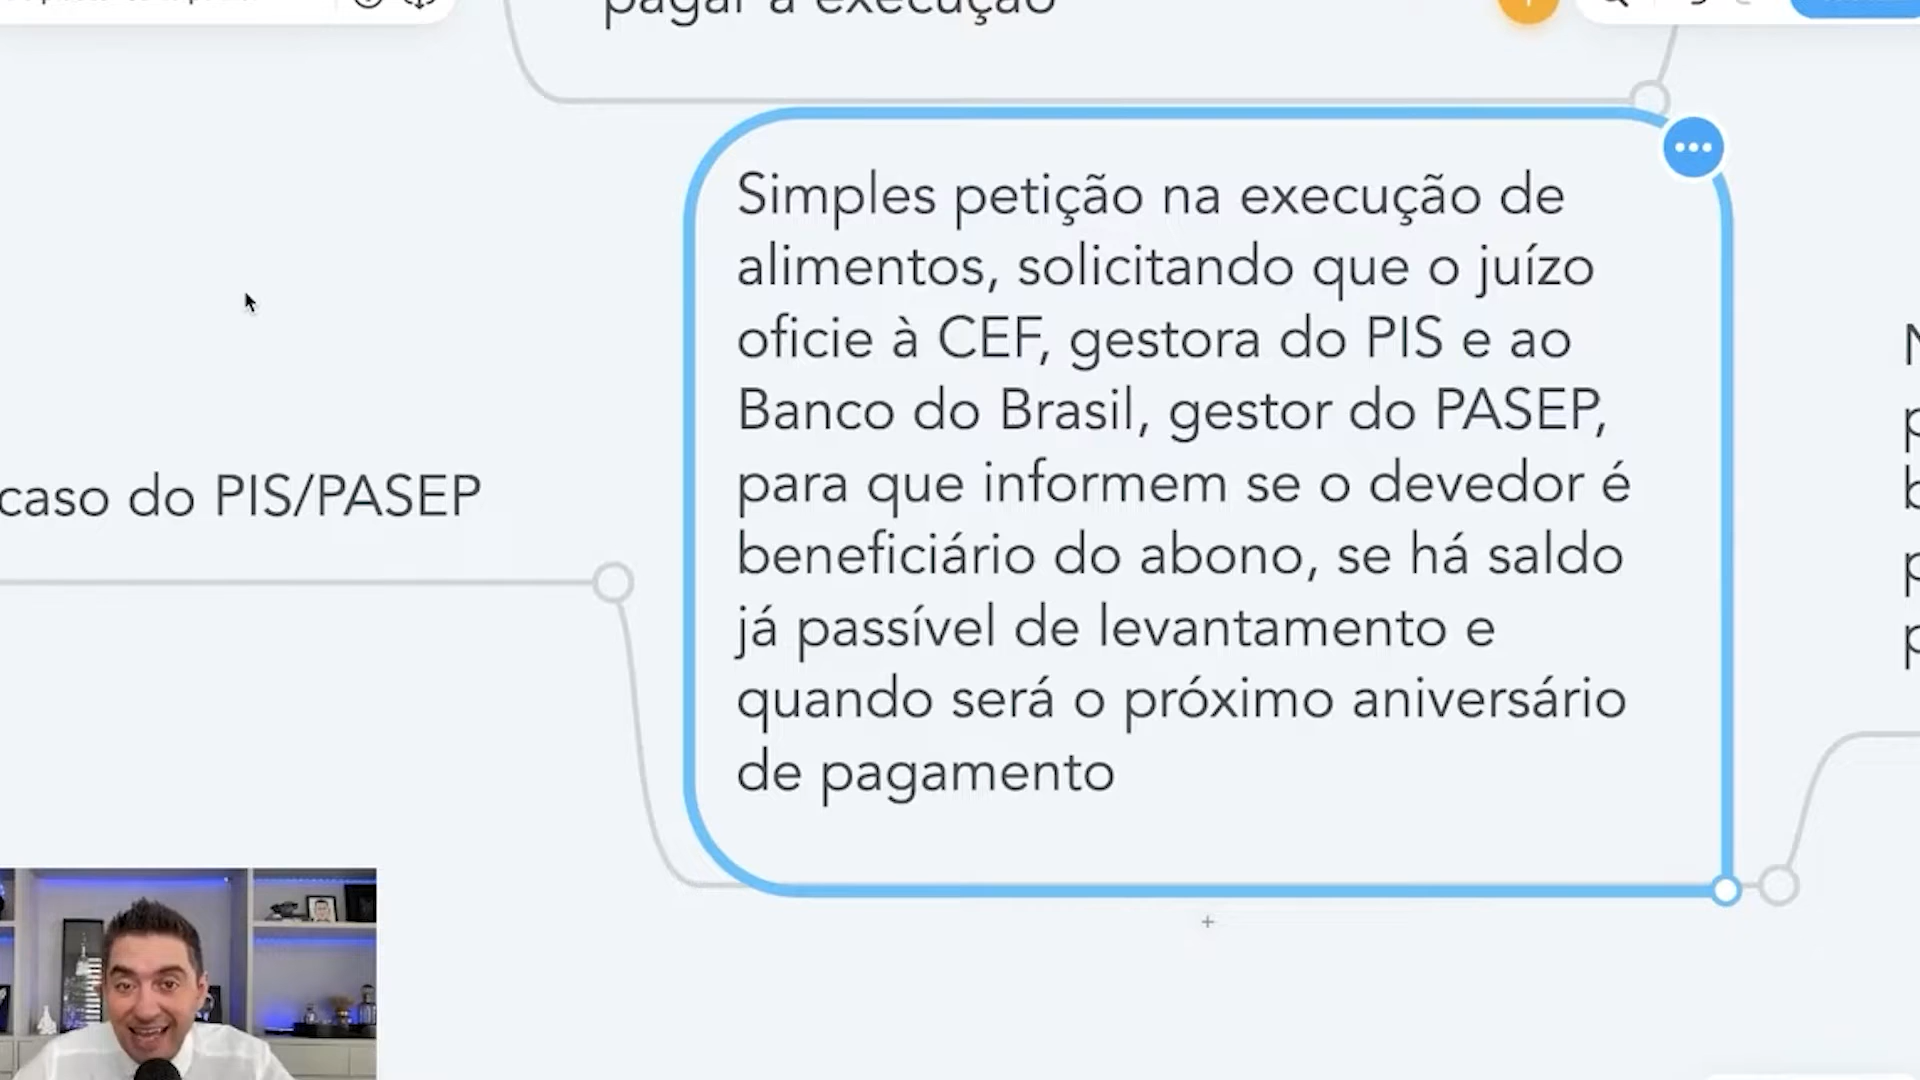 pagar a execução
Simples petição na execução de
alimentos, solicitando que o juízo
oficie à CEF, gestora do PIS e ao
Banco do Brasil, gestor do PASEP,
para que informem se o devedor é
beneficiário do abono, se há saldo
já passível de levantamento e
quando será o próximo aniversário
de pagamento
caso do PIS/PASEP